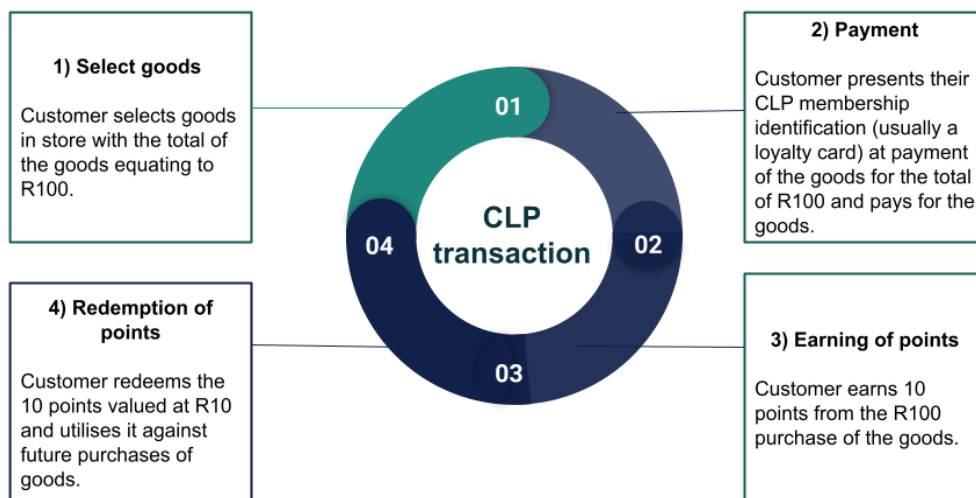 1) Select goods
Customer selects goods
in store with the total of
the goods equating to
R100.
2) Payment
Customer presents their
CLP membership
identification (usually a
loyalty card) at payment
of the goods for the total
of R100 and pays for the
goods.
01
02
03
04
CLP
transaction
3) Earning of points
Customer earns 10
points from the R100
purchase of the goods.
4) Redemption of
points
Customer redeems the
10 points valued at R10
and utilises it against
future purchases of
goods.